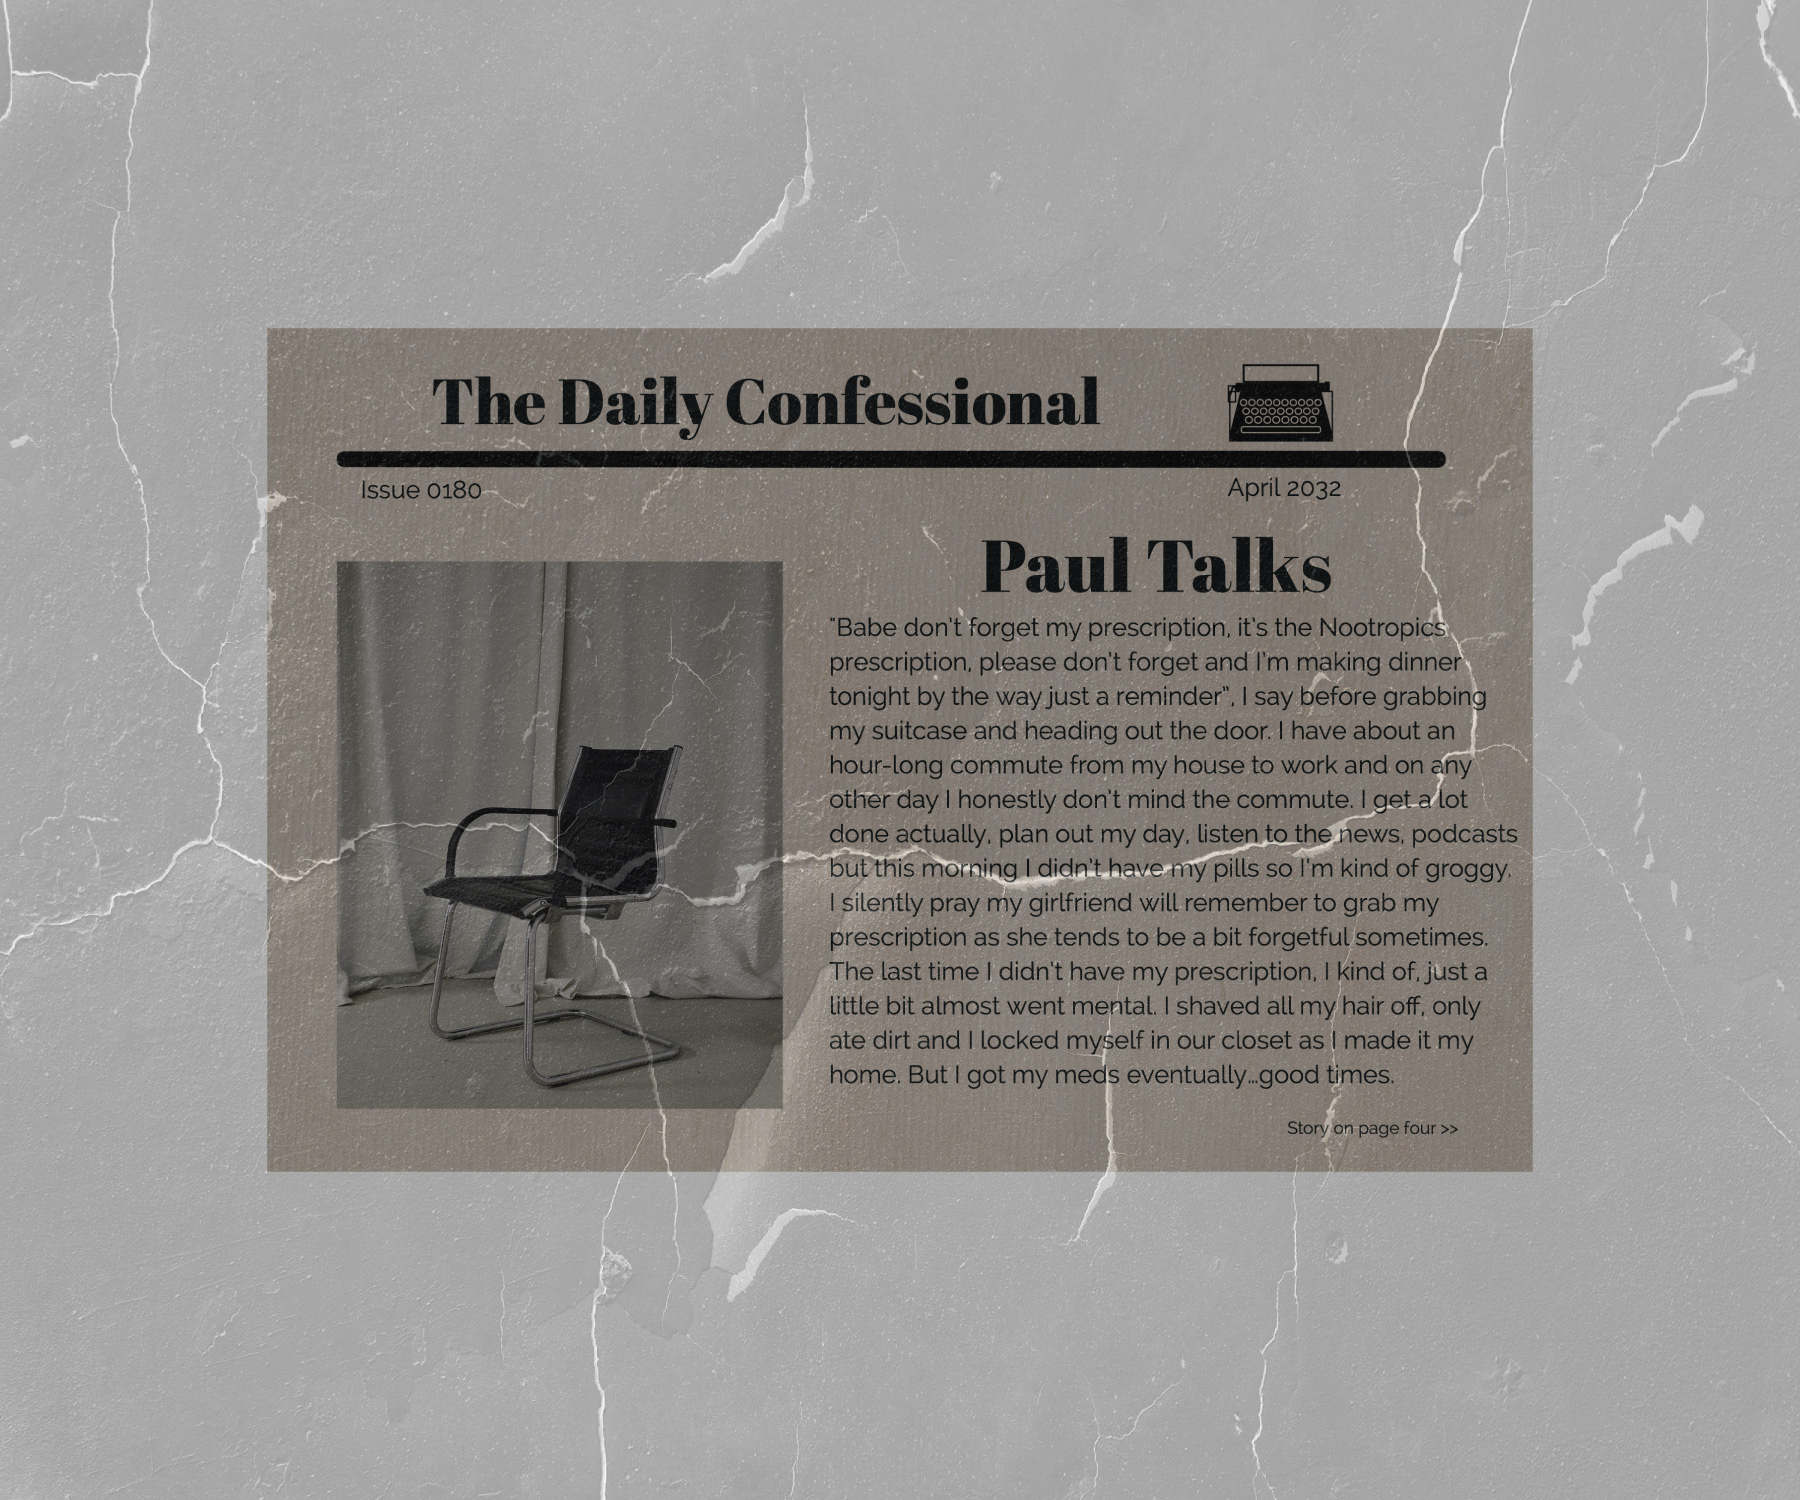 The Daily Confessional
Issue 0180
April 2032
Paul Talks
"Babe don't forget my prescription, it's the Nootropics
prescription, please don't forget and I'm making dinner
tonight by the way just a reminder", I say before grabbing
my suitcase and heading out the door. I have about an
hour-long commute from my house to work and on any
other day I honestly don't mind the commute. I get a lot
done actually, plan out my day, listen to the news, podcasts
but this morning I didn't have my pills so I'm kind of groggy.
I silently pray my girlfriend will remember to grab my
prescription as she tends to be a bit forgetful sometimes.
The last time I didn't have my prescription, I kind of, just a
little bit almost went mental. I shaved all my hair off, only
ate dirt and I locked myself in our closet as I made it my
home. But I got my meds eventually...good times.
Story on page four >>